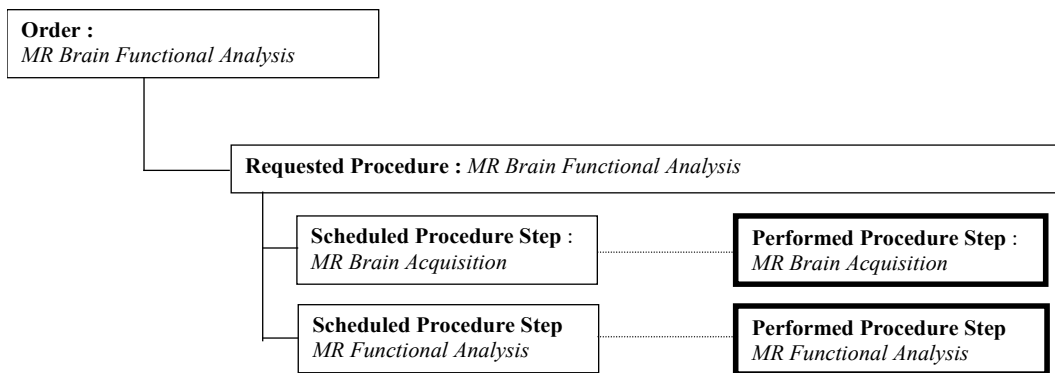 Order :
MR Brain Functional Analysis
Requested Procedure : MR Brain Functional Analysis
Scheduled Procedure Step :
MR Brain Acquisition
Performed Procedure Step :
MR Brain Acquisition
Scheduled Procedure Step
MR Functional Analysis
Performed Procedure Step
MR Functional Analysis